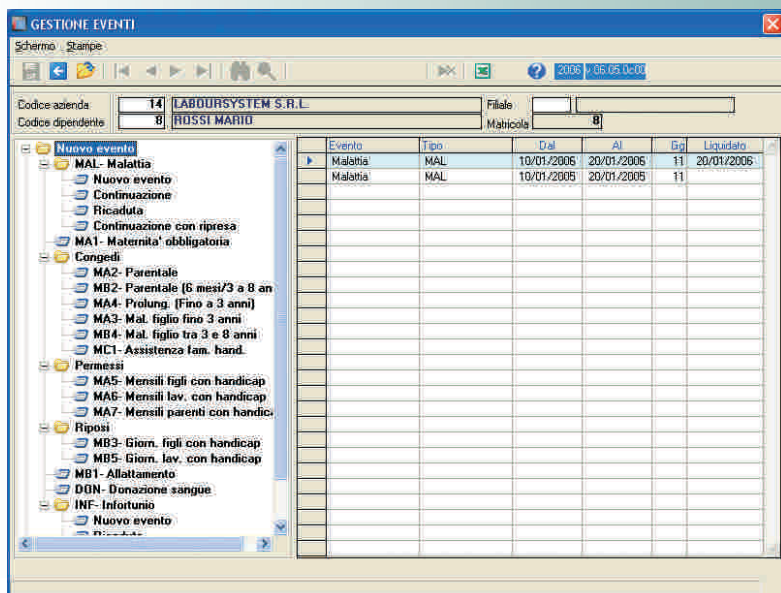 GESTIONE EVENTI
Schermo Stampe
2006 v.06.05.0c00
Codice azienda 14 LABOURSYSTEM S.R.L. Filiale
Codice dipendente 8 ROSSI MARIO Matricola 8
Nuovo evento
MAL- Malattia
Nuovo evento
Continuazione
Ricaduta
Continuazione con ripresa
MA1- Maternita' obbligatoria
Congedi
MA2- Parentale
MB2- Parentale (6 mesi/3 a 8 an
MA4- Prolung. (Fino a 3 anni)
MA3- Mal. figlio fino 3 anni
MB4- Mal. figlio tra 3 e 8 anni
MC1- Assistenza fam. hand.
Permessi
MA5- Mensili figli con handicap
MA6- Mensili lav. con handicap
MA7- Mensili parenti con handic
Riposi
MB3- Giorn. figli con handicap
MB5- Giorn. lav. con handicap
MB1- Allattamento
DON- Donazione sangue
INF- Infortunio
Nuovo evento
Ricaduta
Evento Tipo Dal Al Gg Liquidato
Malattia MAL 10/01/2006 20/01/2006 11 20/01/2006
Malattia MAL 10/01/2005 20/01/2005 11